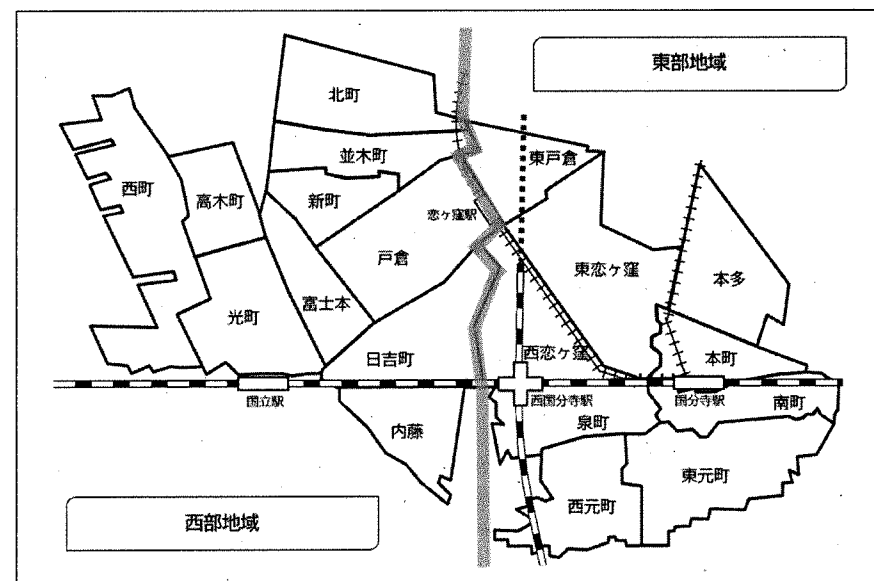 東部地域
北町
並木町
東戸倉
西町
高木町
新町
恋ヶ窪駅
戸倉
東恋ヶ窪
本多
光町
富士本
日吉町
西恋ヶ窪
本町
国立駅
西国分寺駅
国分寺駅
南町
内藤
泉町
東元町
西元町
西部地域